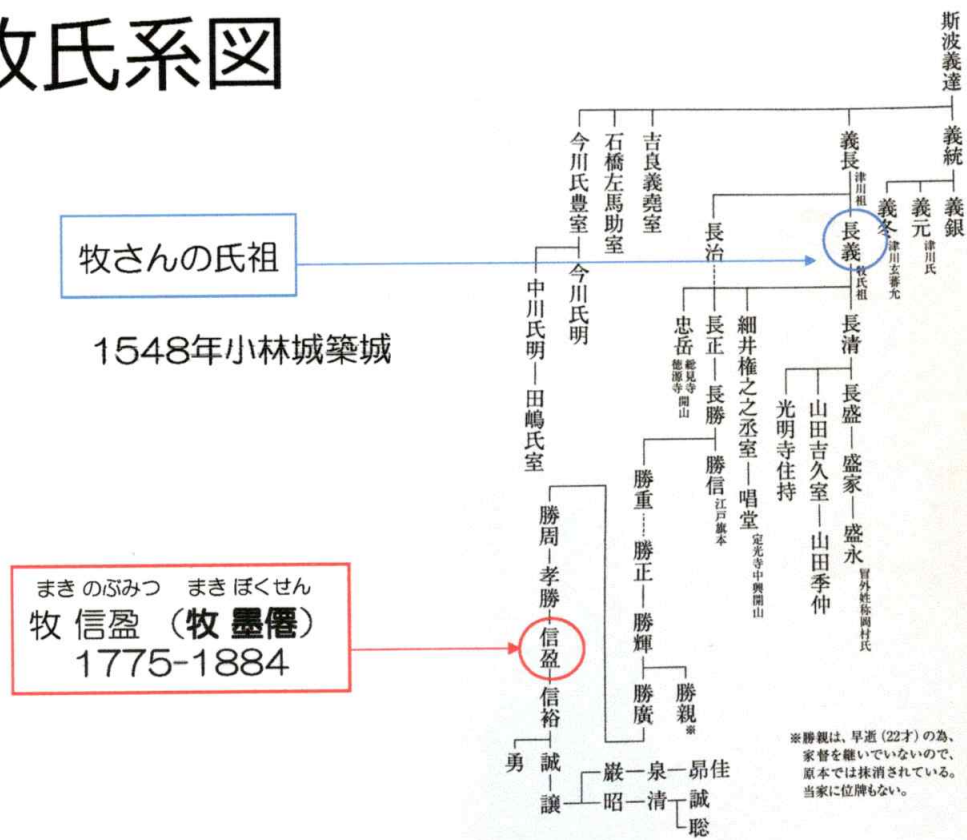 牧氏系図
牧さんの氏祖
1548年小林城築城
まき のぶみつ まき ぼくせん
牧 信盈 （牧 墨僊）
1775-1884
斯波義達
義統
義銀
義元 津川氏
義冬 津川玄蕃允
義長 津川祖
長義 牧氏祖
長治
吉良義堯室
石橋左馬助室
今川氏豊室
今川氏明
中川氏明
田嶋氏室
長清
長盛
盛家
盛永 冒外姓称岡村氏
山田吉久室
山田季仲
光明寺住持
細井権之之丞室
唱堂 定光寺中興開山
長正
長勝
忠岳 総見寺 徳源寺 開山
勝信 江戸旗本
勝重
勝正
勝輝
勝親※
勝廣
勝周
孝勝
信盈
信裕
誠
勇
譲
巌
泉
昴佳
昭
清
誠
聡
※勝親は、早逝（22才）の為、
家督を継いでいないので、
原本では抹消されている。
当家に位牌もない。